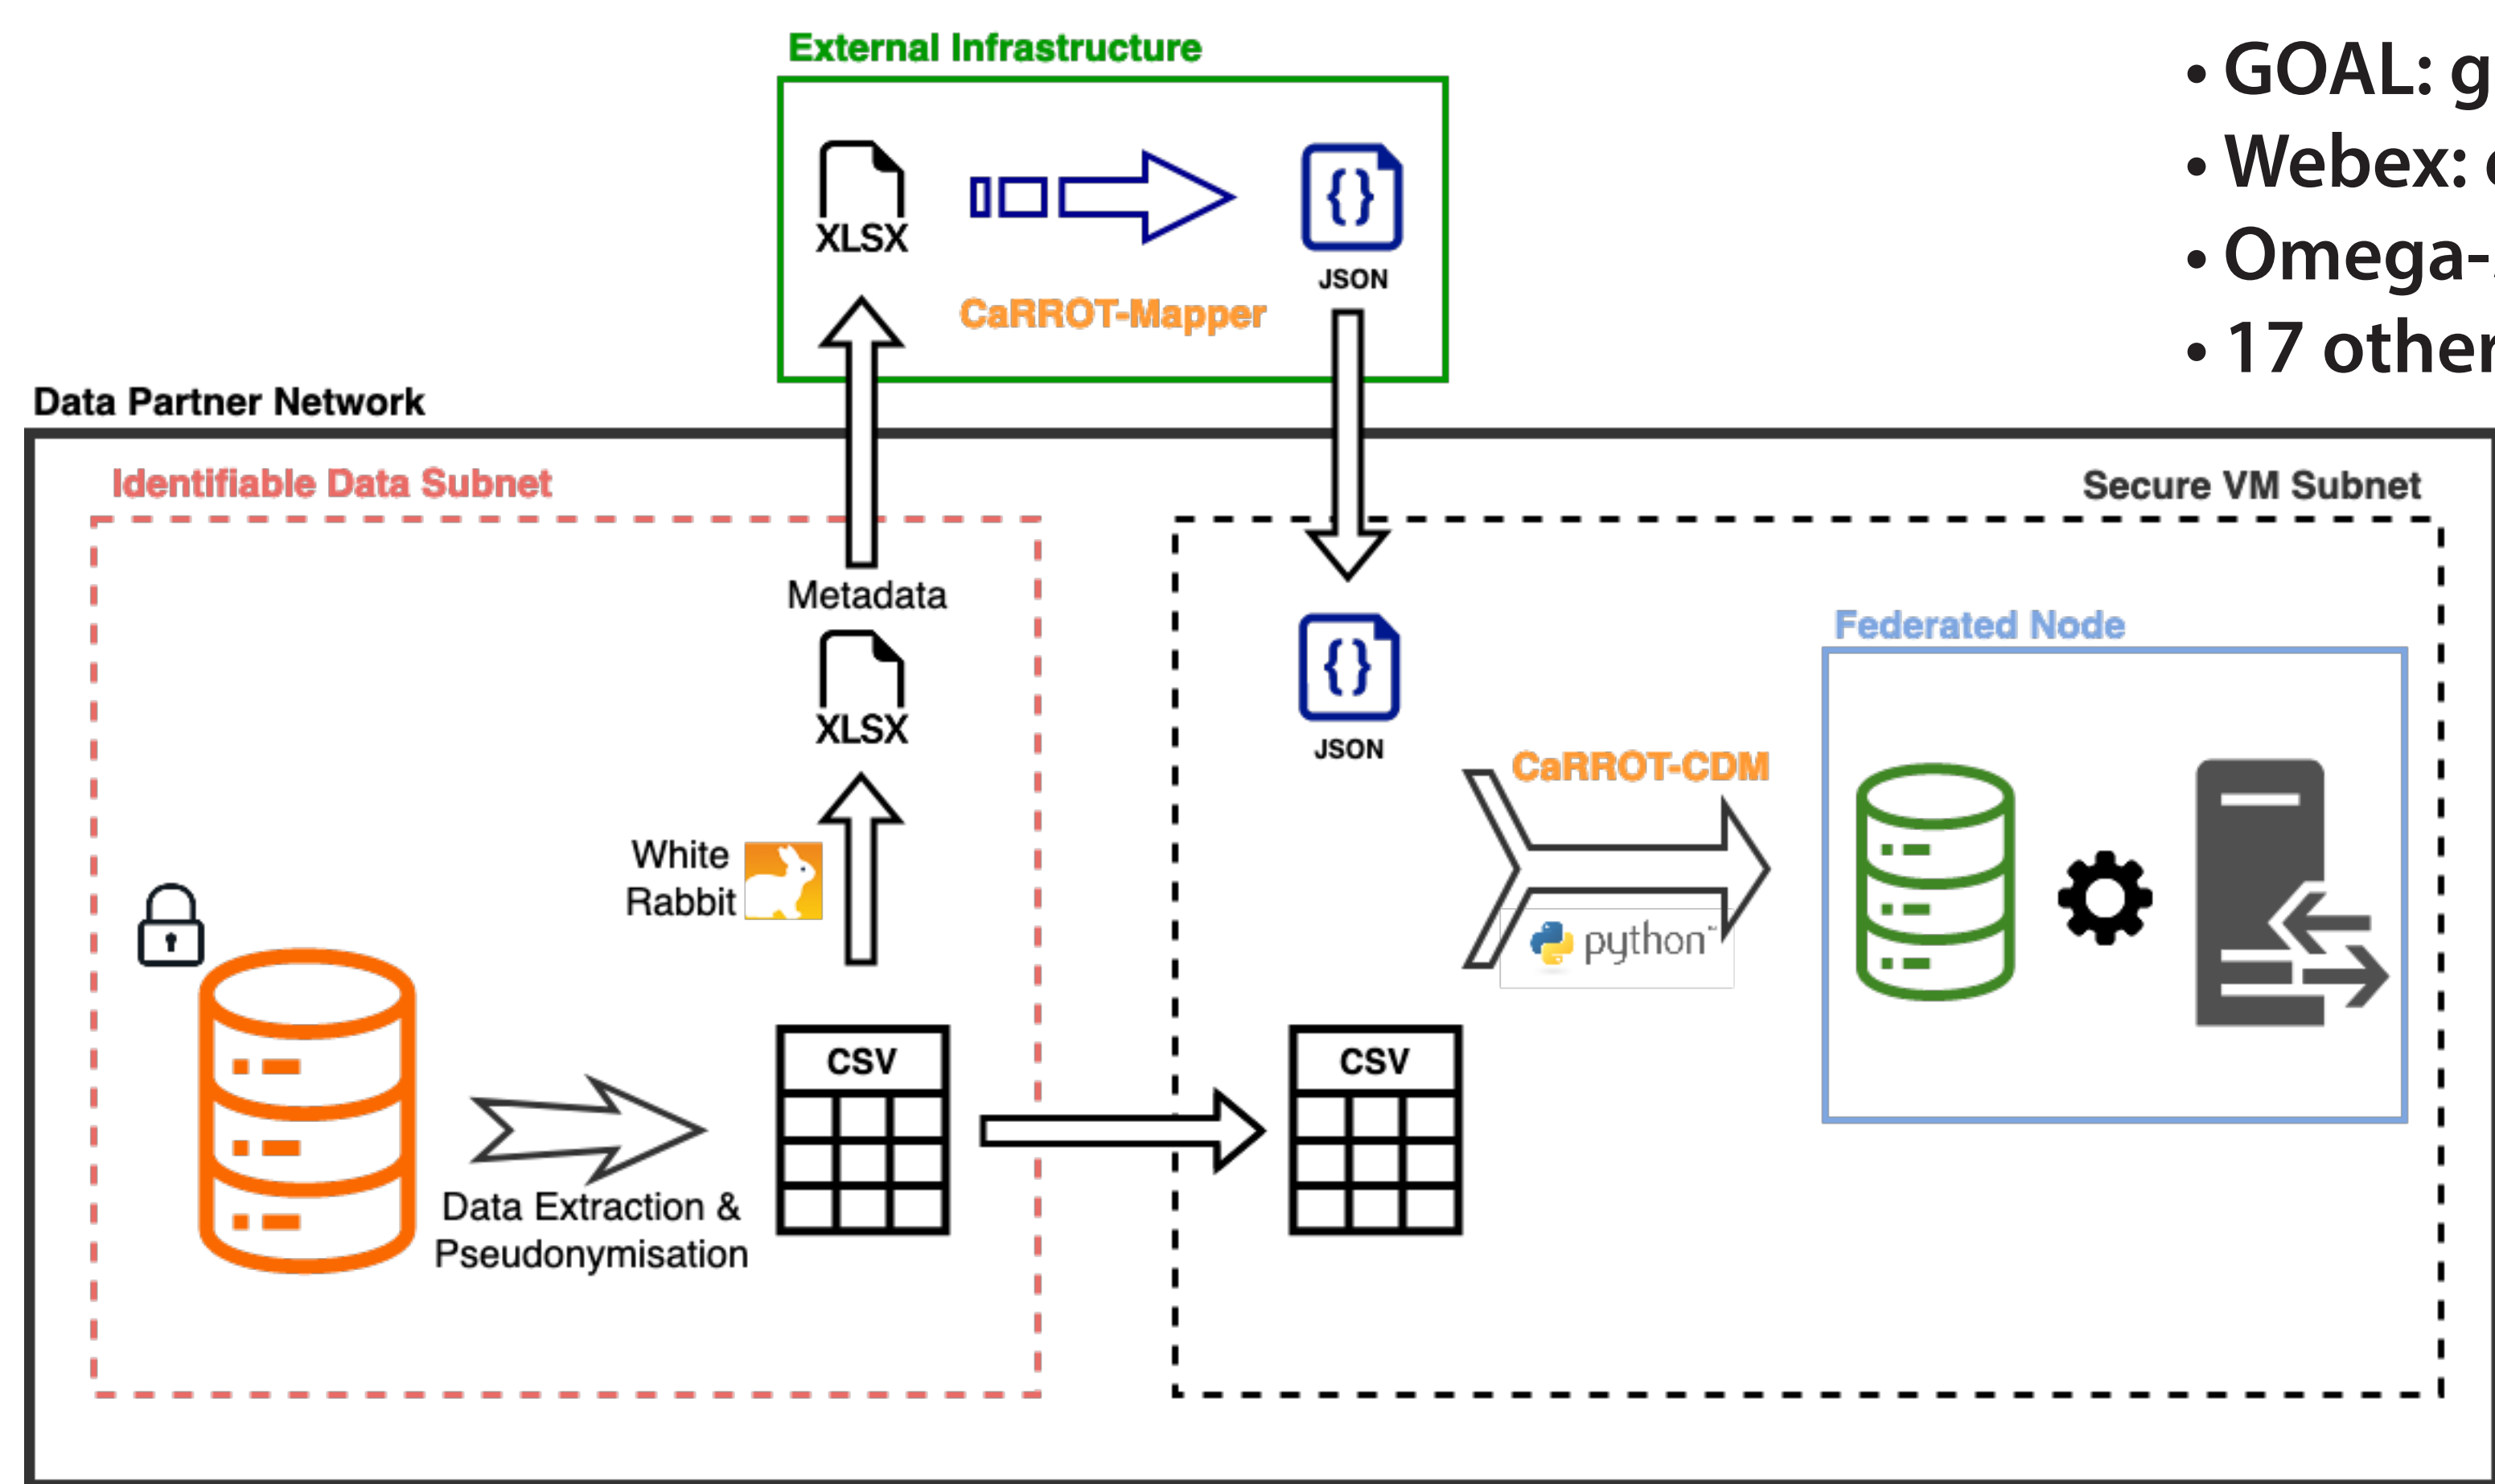 External Infrastructure
• GOAL: g
• Webex:
• Omega-
• 17 other
XLSX
JSON
CaRROT-Mapper
Data Partner Network
Identifiable Data Subnet
Secure VM Subnet
Metadata
XLSX
{}
JSON
Federated Node
CaRROT-CDM
White
Rabbit
python
CSV
CSV
Data Extraction &
Pseudonymisation